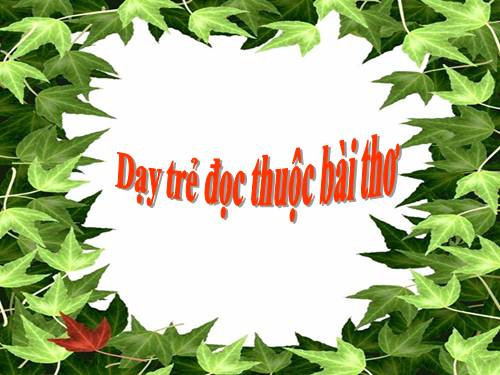 Dạy trẻ đọc thuộc bài thơ